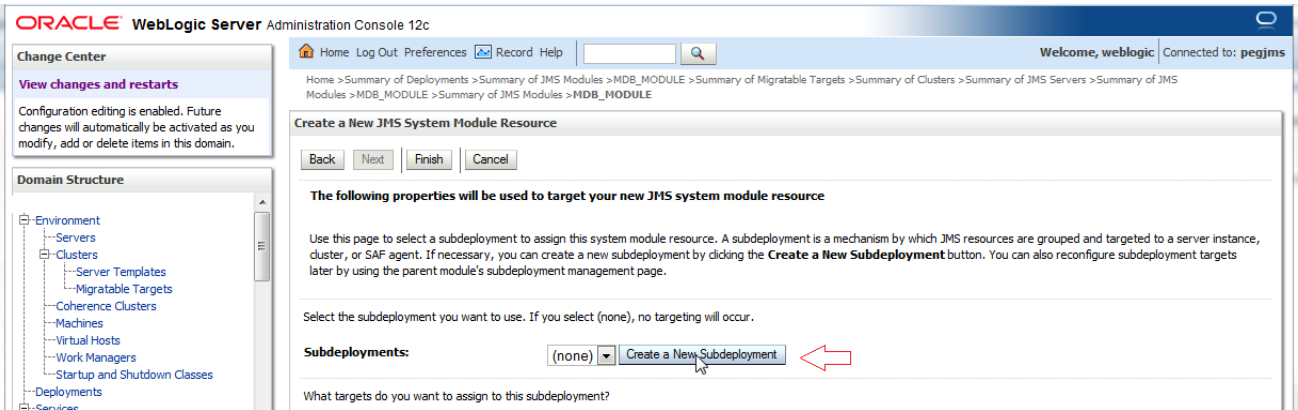 ORACLE WebLogic Server Administration Console 12c
Change Center
View changes and restarts
Configuration editing is enabled. Future
changes will automatically be activated as you
modify, add or delete items in this domain.
Domain Structure
Environment
Servers
Clusters
Server Templates
Migratable Targets
Coherence Clusters
Machines
Virtual Hosts
Work Managers
Startup and Shutdown Classes
Deployments
Services
Home Log Out Preferences Record Help
Welcome, weblogic Connected to: pegjms
Home >Summary of Deployments >Summary of JMS Modules >MDB_MODULE >Summary of Migratable Targets >Summary of Clusters >Summary of JMS Servers >Summary of JMS
Modules >MDB_MODULE >Summary of JMS Modules >MDB_MODULE
Create a New JMS System Module Resource
Back Next Finish Cancel
The following properties will be used to target your new JMS system module resource
Use this page to select a subdeployment to assign this system module resource. A subdeployment is a mechanism by which JMS resources are grouped and targeted to a server instance,
cluster, or SAF agent. If necessary, you can create a new subdeployment by clicking the Create a New Subdeployment button. You can also reconfigure subdeployment targets
later by using the parent module's subdeployment management page.
Select the subdeployment you want to use. If you select (none), no targeting will occur.
Subdeployments: (none) Create a New Subdeployment
What targets do you want to assign to this subdeployment?